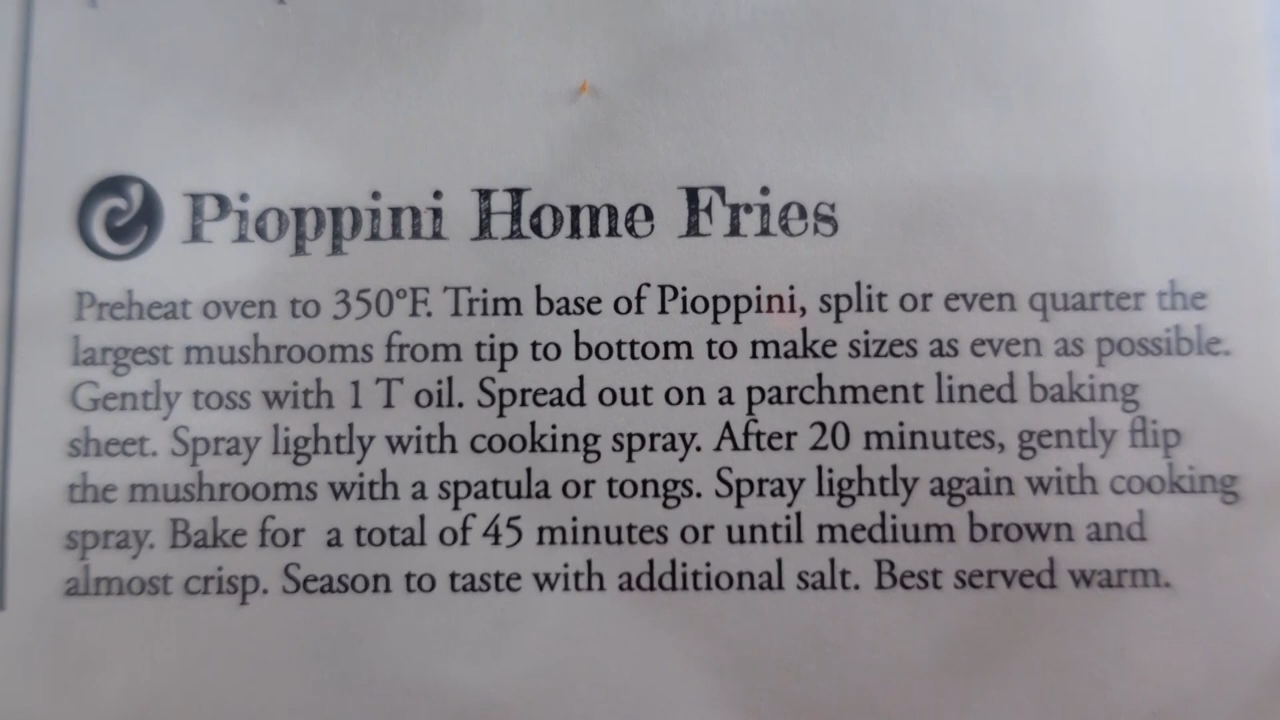 Pioppini Home Fries
Preheat oven to 350°F. Trim base of Pioppini, split or even quarter the
largest mushrooms from tip to bottom to make sizes as even as possible.
Gently toss with 1 T oil. Spread out on a parchment lined baking
sheet. Spray lightly with cooking spray. After 20 minutes, gently flip
the mushrooms with a spatula or tongs. Spray lightly again with cooking
spray. Bake for a total of 45 minutes or until medium brown and
almost crisp. Season to taste with additional salt. Best served warm.